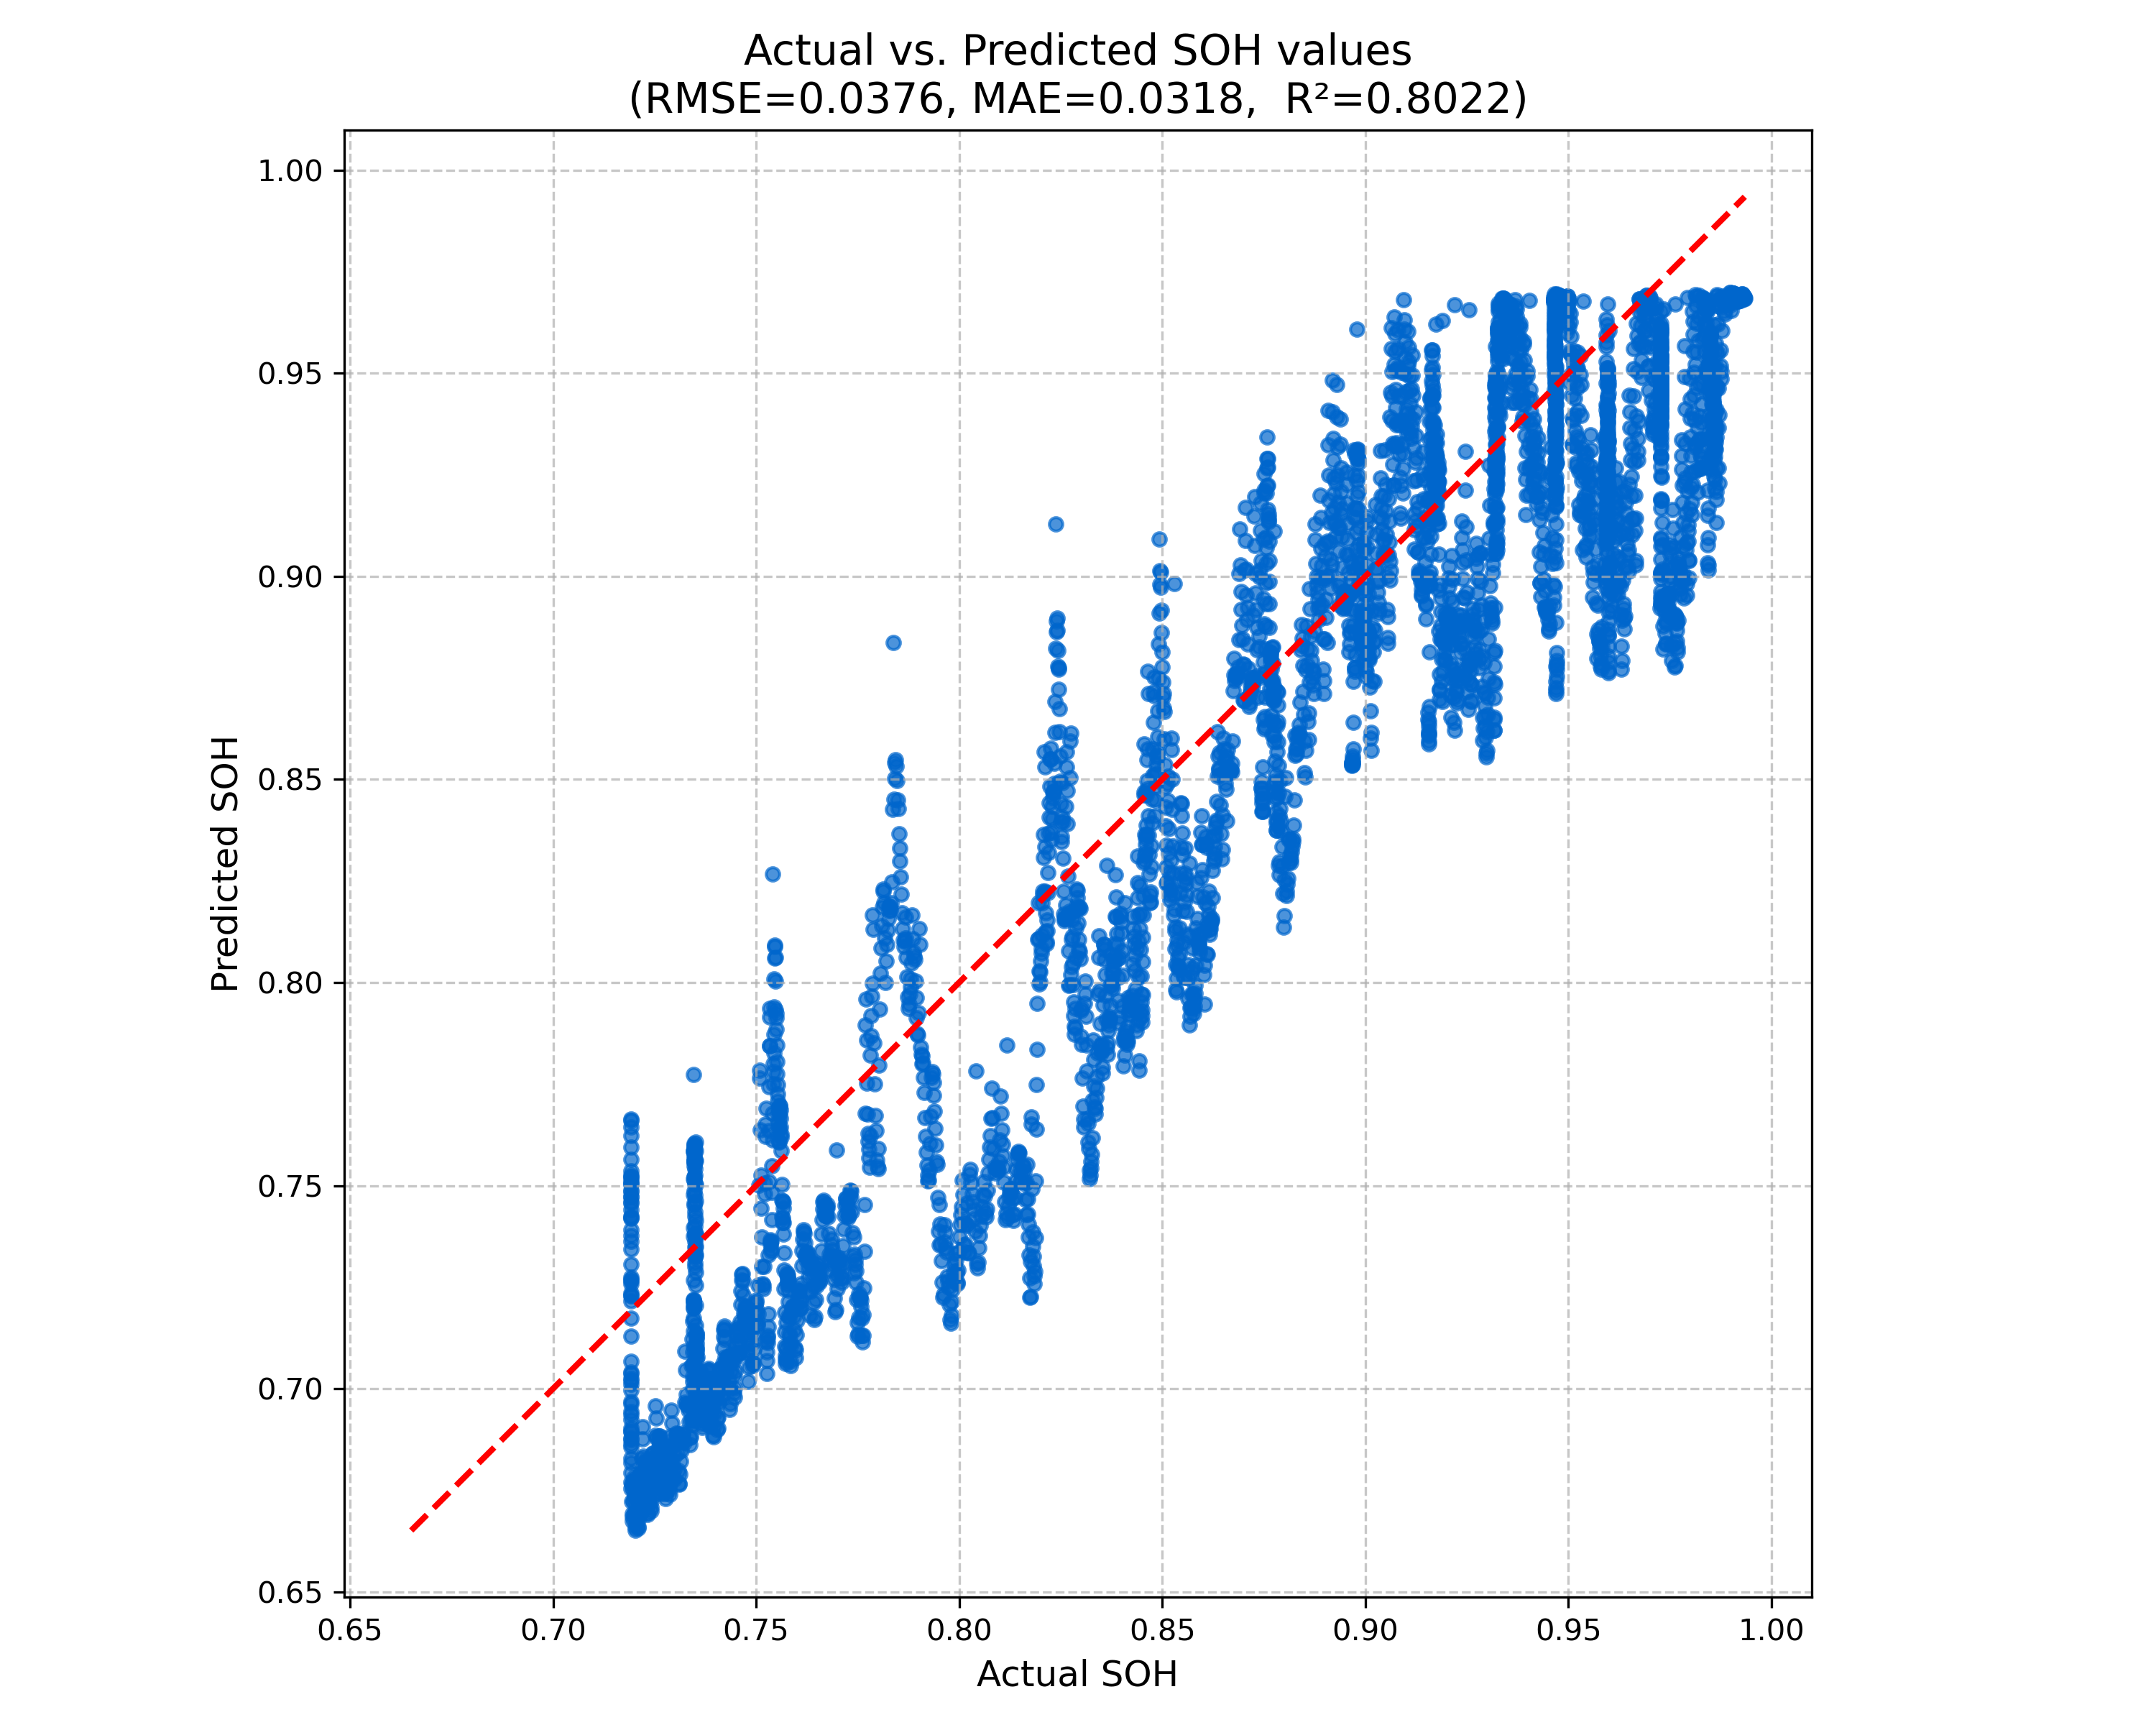 Actual vs. Predicted SOH values
(RMSE=0.0376, MAE=0.0318,  R²=0.8022)
1.00
0.95
0.90
0.85
0.80
0.75
0.70
0.65
Predicted SOH
0.65 0.70 0.75 0.80 0.85 0.90 0.95 1.00
Actual SOH